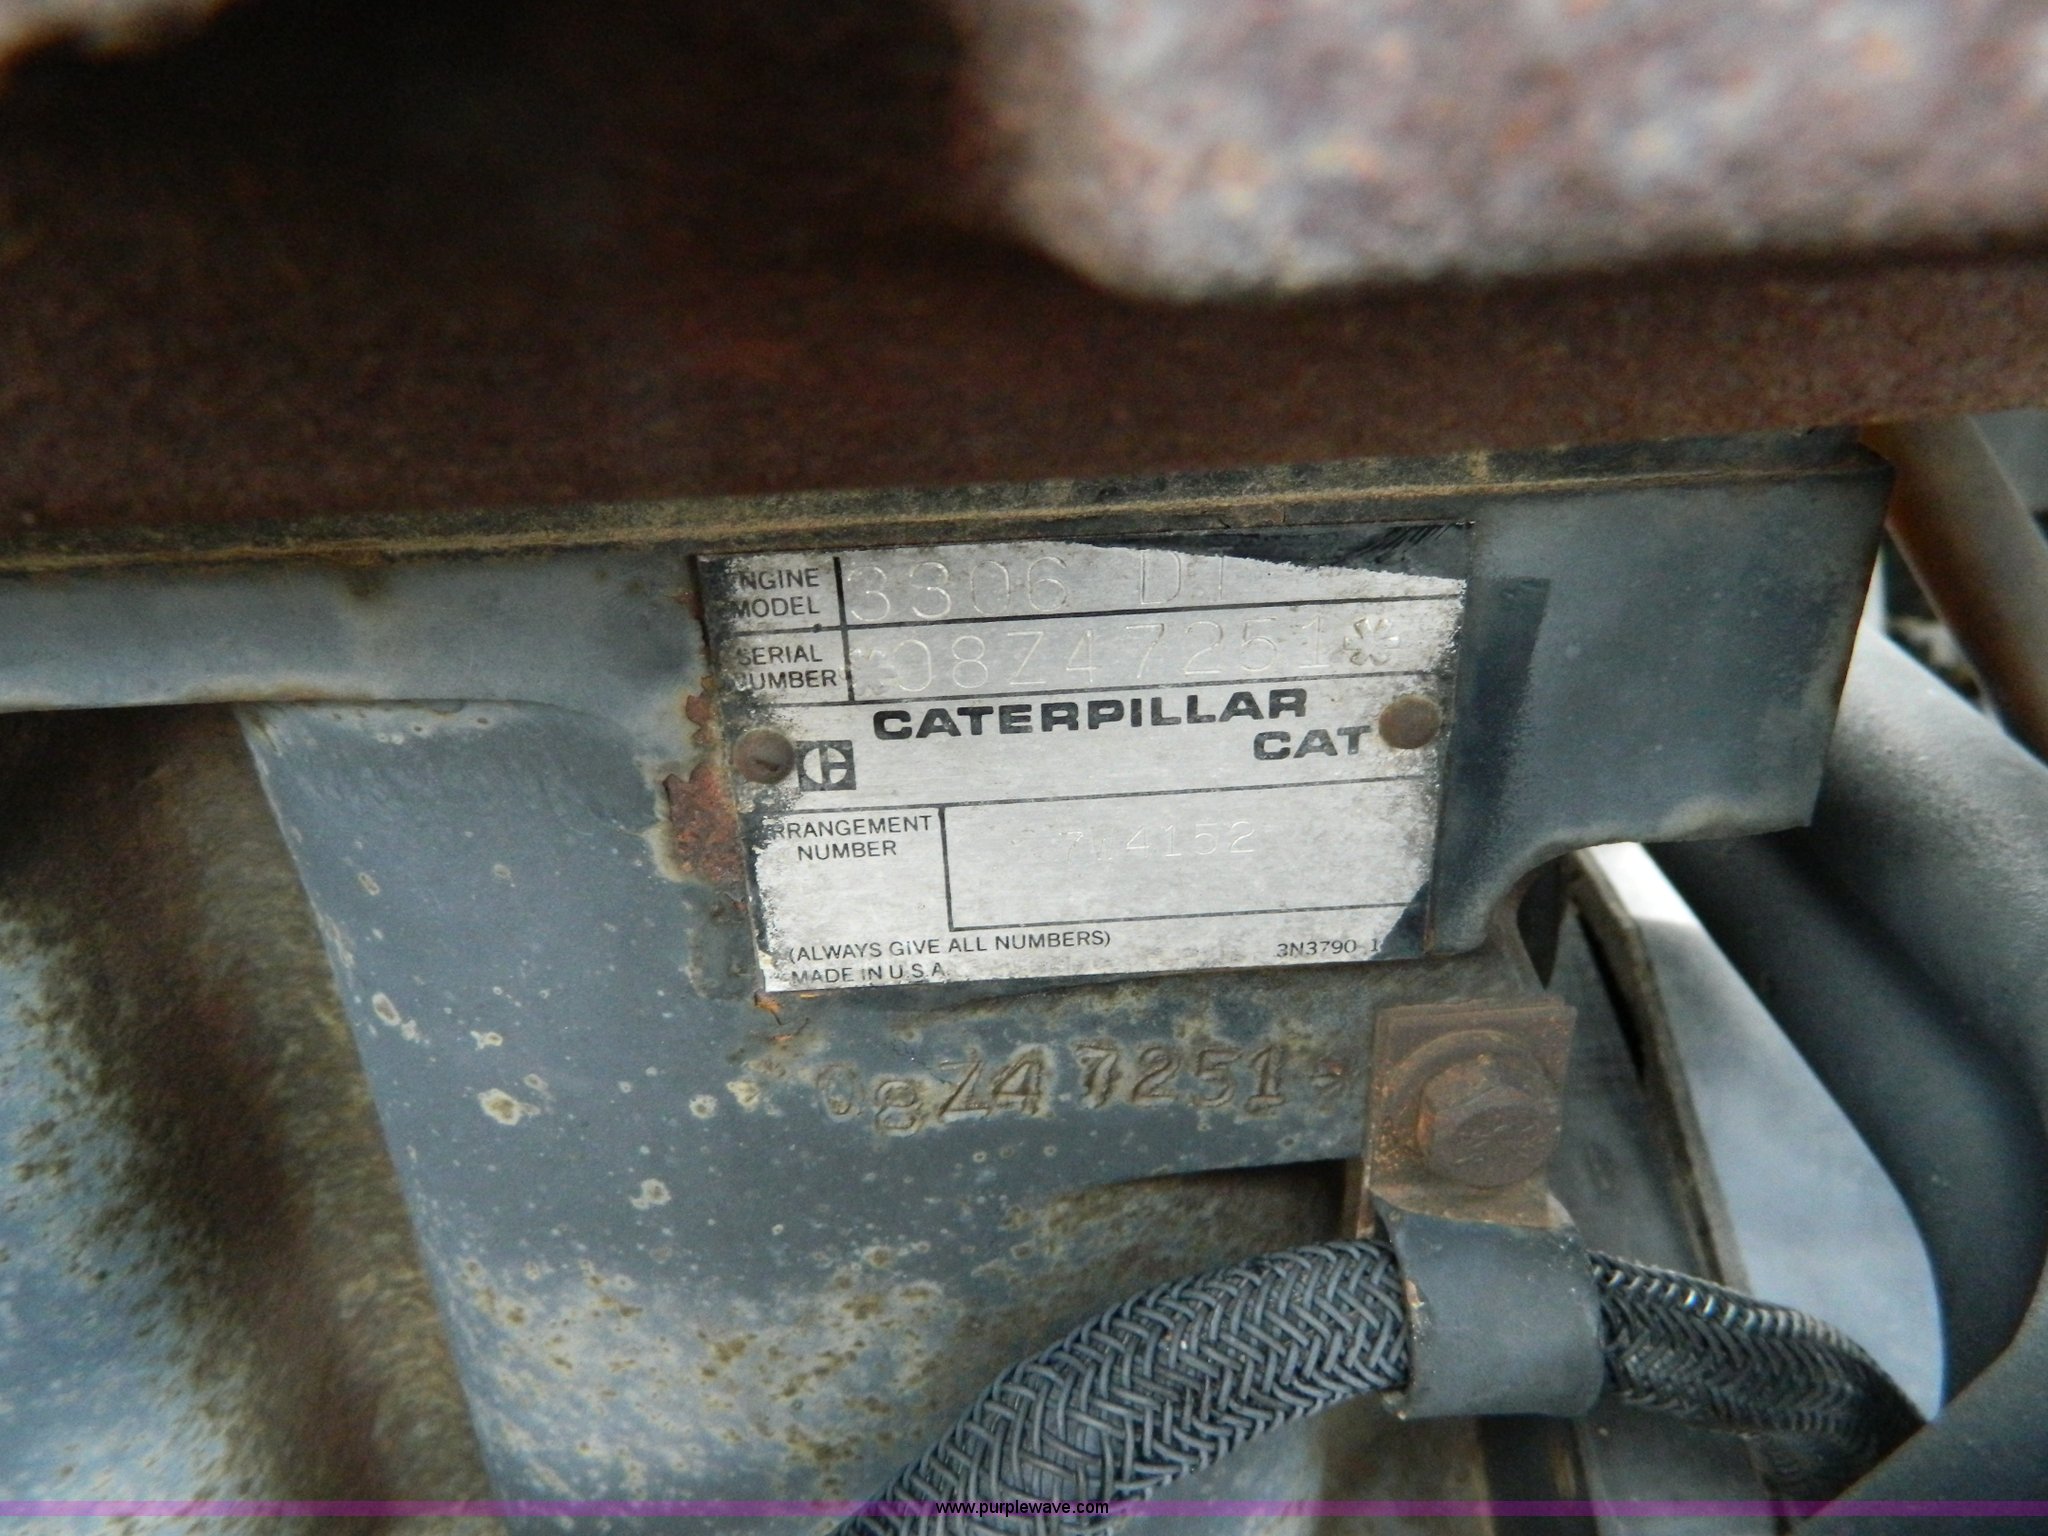 ENGINE MODEL 3306 DI
SERIAL NUMBER *08Z47251*
CATERPILLAR
CAT
ARRANGEMENT NUMBER 7W4152
(ALWAYS GIVE ALL NUMBERS) 3N3790 1
MADE IN U.S.A.
08Z47251*
www.purplewave.com